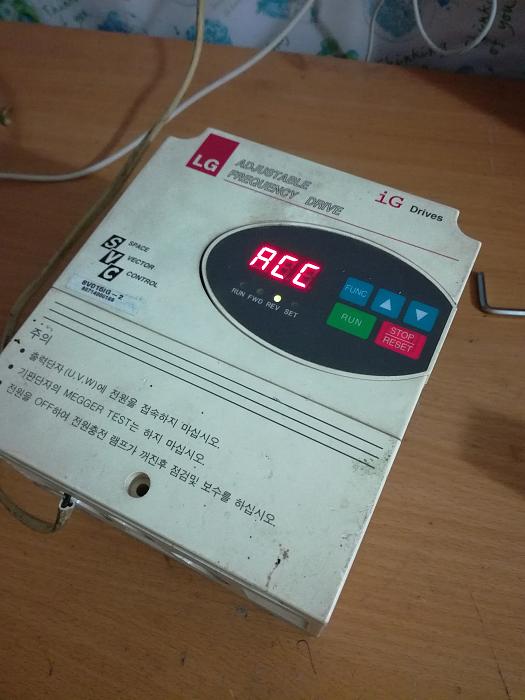 LG
ADJUSTABLE
FREQUENCY DRIVE
iG Drives
S SPACE
V VECTOR
C CONTROL
SV015IG-2
ACC
RUN FWD REV SET
FUNC
RUN
STOP
RESET
주의
• 출력단자(U.V.W)에 전원을 접속하지 마십시오.
• 기판단자의 MEGGER TEST는 하지 마십시오.
• 전원을 OFF하여 전원충전 램프가 꺼진후 점검및 보수를 하십시오.